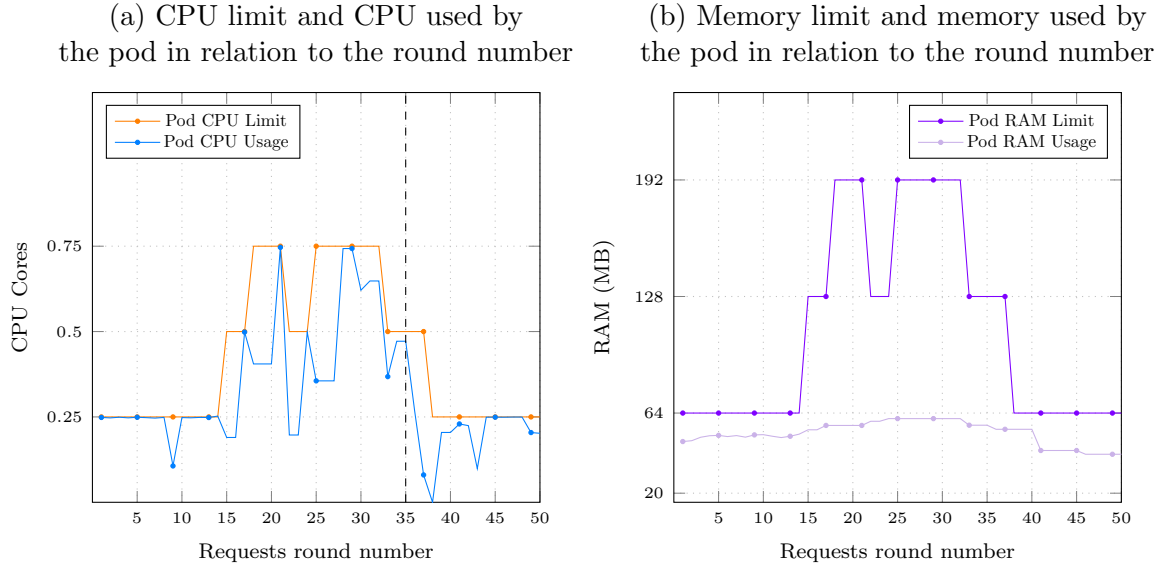 (a) CPU limit and CPU used by
the pod in relation to the round number
Pod CPU Limit
Pod CPU Usage
0.75
0.5
0.25
CPU Cores
5 10 15 20 25 30 35 40 45 50
Requests round number
(b) Memory limit and memory used by
the pod in relation to the round number
Pod RAM Limit
Pod RAM Usage
192
128
64
20
RAM (MB)
5 10 15 20 25 30 35 40 45 50
Requests round number